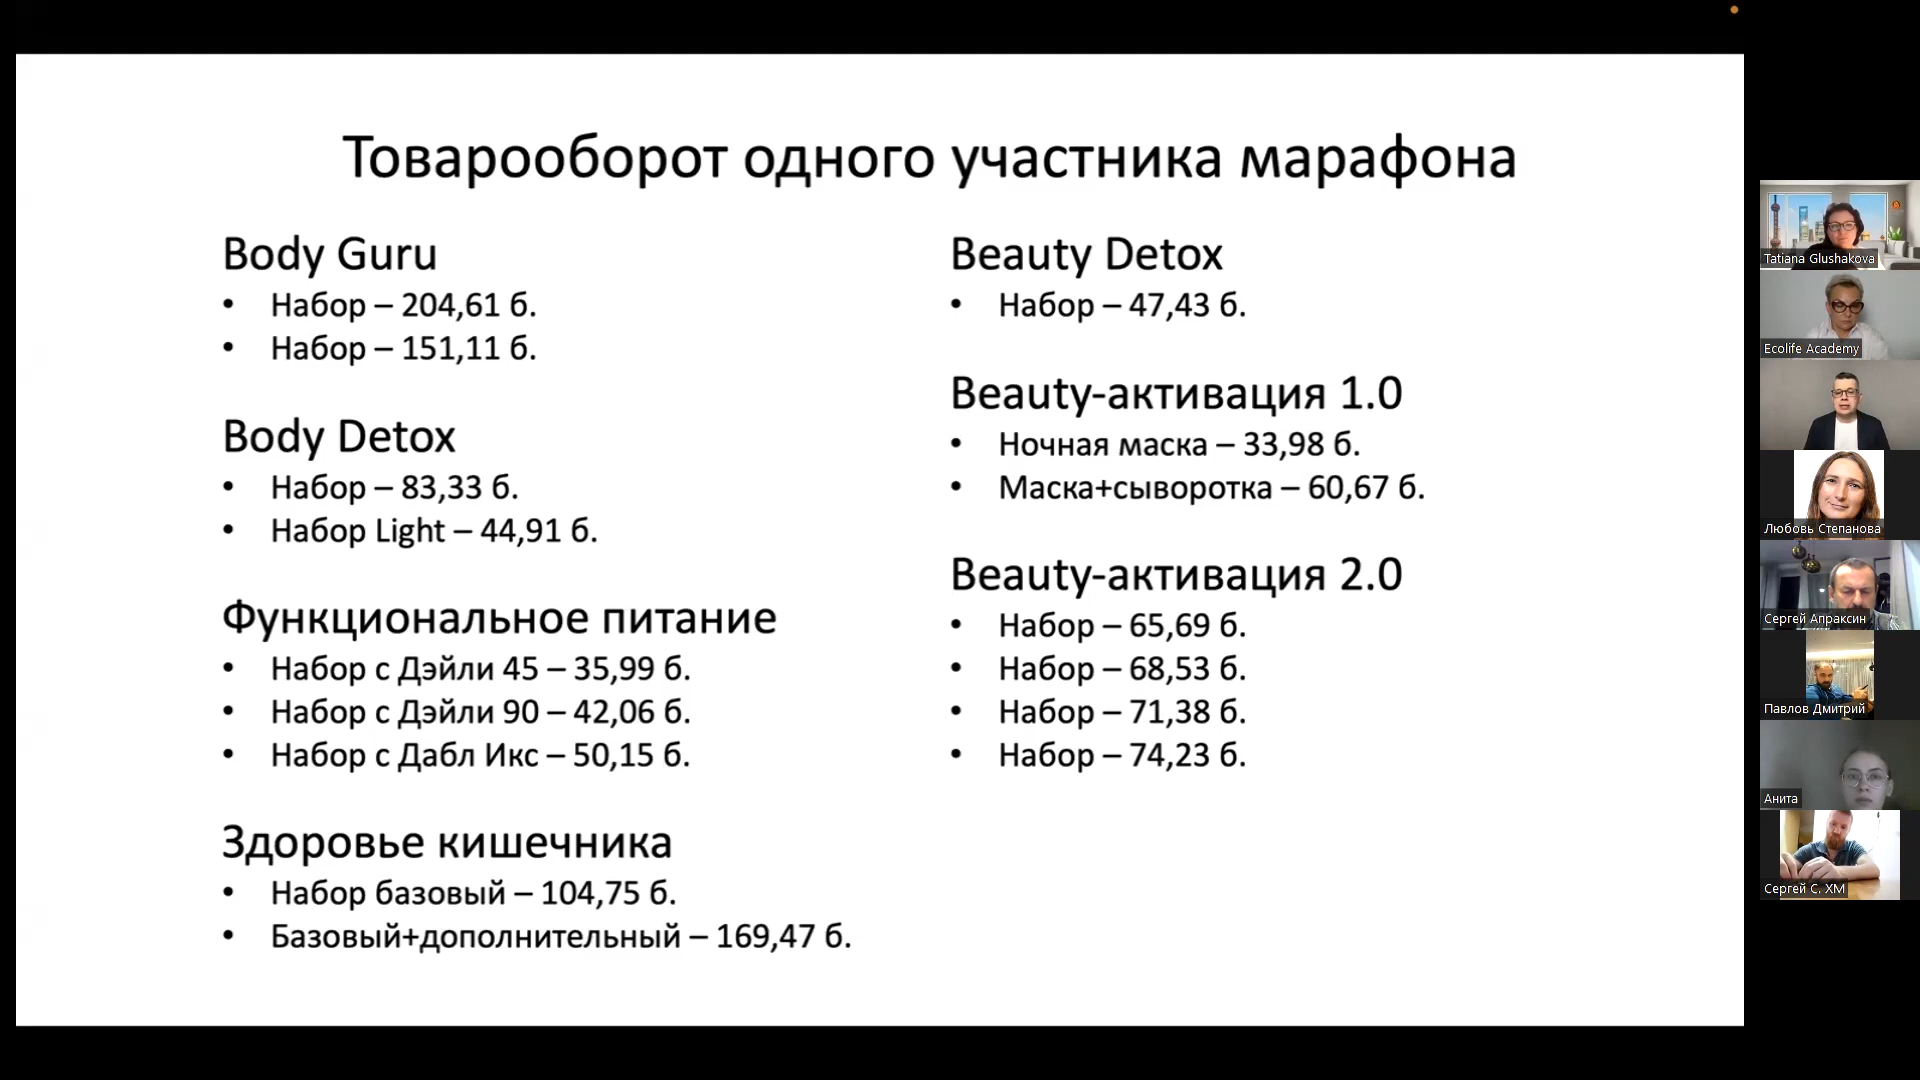 Товарооборот одного участника марафона
Body Guru
• Набор – 204,61 б.
• Набор – 151,11 б.
Body Detox
• Набор – 83,33 б.
• Набор Light – 44,91 б.
Функциональное питание
• Набор с Дэйли 45 – 35,99 б.
• Набор с Дэйли 90 – 42,06 б.
• Набор с Дабл Икс – 50,15 б.
Здоровье кишечника
• Набор базовый – 104,75 б.
• Базовый+дополнительный – 169,47 б.
Beauty Detox
• Набор – 47,43 б.
Beauty-активация 1.0
• Ночная маска – 33,98 б.
• Маска+сыворотка – 60,67 б.
Beauty-активация 2.0
• Набор – 65,69 б.
• Набор – 68,53 б.
• Набор – 71,38 б.
• Набор – 74,23 б.
Tatiana Glushakova
Ecolife Academy
Любовь Степанова
Сергей Апраксин
Павлов Дмитрий
Анита
Сергей С. ХМ